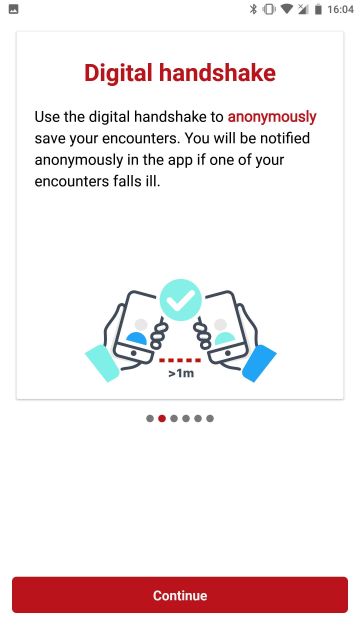 16:04
Digital handshake
Use the digital handshake to anonymously
save your encounters. You will be notified
anonymously in the app if one of your
encounters falls ill.
>1m
Continue